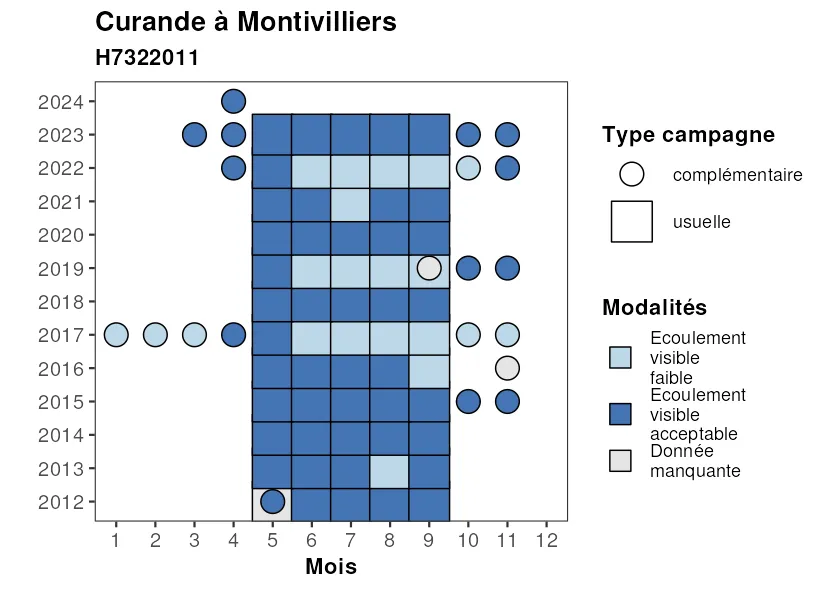 Curande à Montivilliers
H7322011
2024
2023
2022
2021
2020
2019
2018
2017
2016
2015
2014
2013
2012
1 2 3 4 5 6 7 8 9 10 11 12
Mois
Type campagne
complémentaire
usuelle
Modalités
Ecoulement
visible
faible
Ecoulement
visible
acceptable
Donnée
manquante